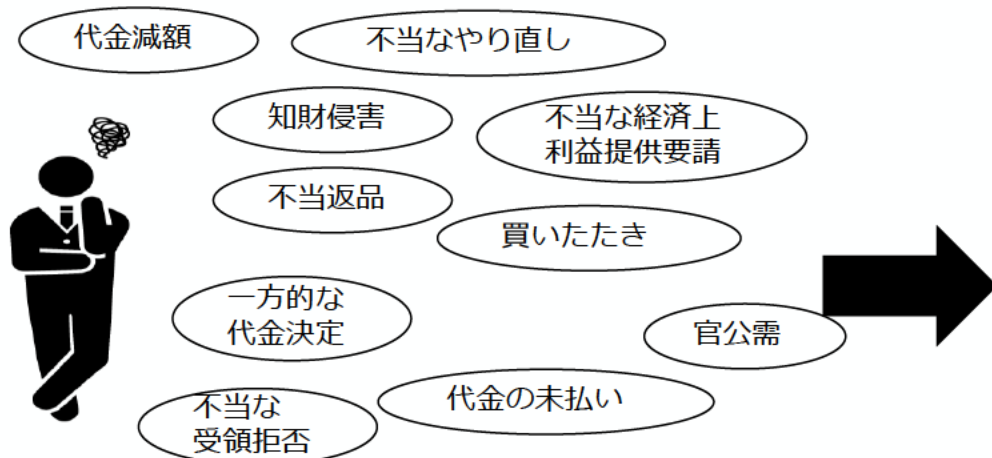 代金減額
不当なやり直し
知財侵害
不当な経済上
利益提供要請
不当返品
買いたたき
一方的な
代金決定
官公需
代金の未払い
不当な
受領拒否